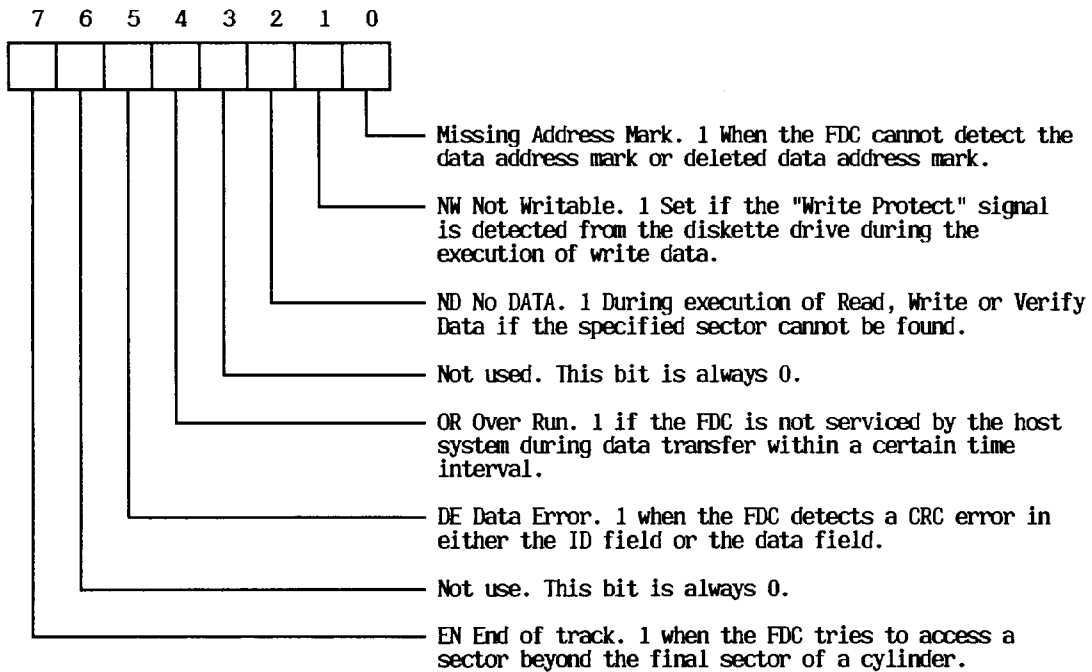 7 6 5 4 3 2 1 0
Missing Address Mark. 1 When the FDC cannot detect the
data address mark or deleted data address mark.
NW Not Writable. 1 Set if the "Write Protect" signal
is detected from the diskette drive during the
execution of write data.
ND No DATA. 1 During execution of Read, Write or Verify
Data if the specified sector cannot be found.
Not used. This bit is always 0.
OR Over Run. 1 if the FDC is not serviced by the host
system during data transfer within a certain time
interval.
DE Data Error. 1 when the FDC detects a CRC error in
either the ID field or the data field.
Not use. This bit is always 0.
EN End of track. 1 when the FDC tries to access a
sector beyond the final sector of a cylinder.